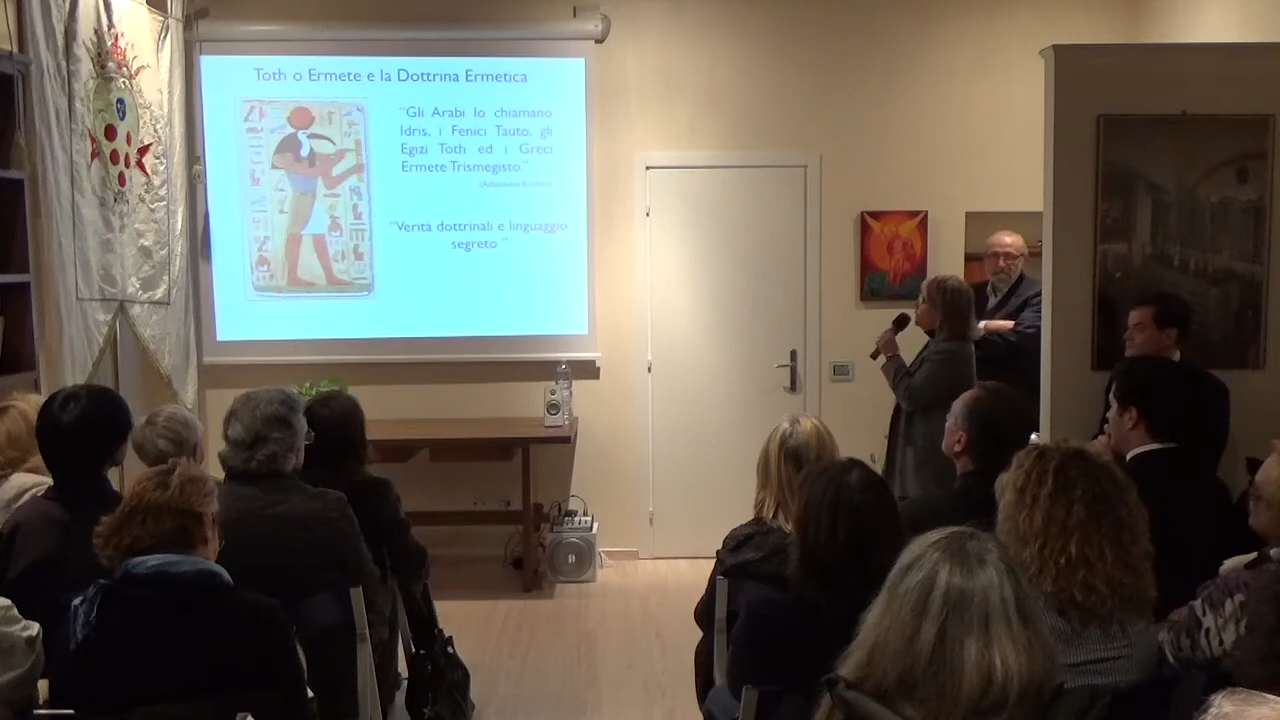 Toth o Ermete e la Dottrina Ermetica
"Gli Arabi lo chiamano
Idris, i Fenici Tauto, gli
Egizi Toth ed i Greci
Ermete Trismegisto."
"Verità dottrinali e linguaggio
segreto "